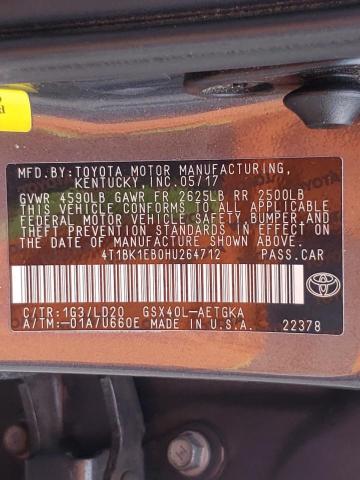 MFD.BY:TOYOTA MOTOR MANUFACTURING,
KENTUCKY, INC.05/17
GVWR 4590LB GAWR FR 2625LB RR 2500LB
THIS VEHICLE CONFORMS TO ALL APPLICABLE
FEDERAL MOTOR VEHICLE SAFETY, BUMPER, AND
THEFT PREVENTION STANDARDS IN EFFECT ON
THE DATE OF MANUFACTURE SHOWN ABOVE.
4T1BK1EB0HU264712 PASS.CAR
TOYOTA
C/TR:1G3/LD20 GSX40L-AETGKA
A/TM:-01A/U660E MADE IN U.S.A. 22378